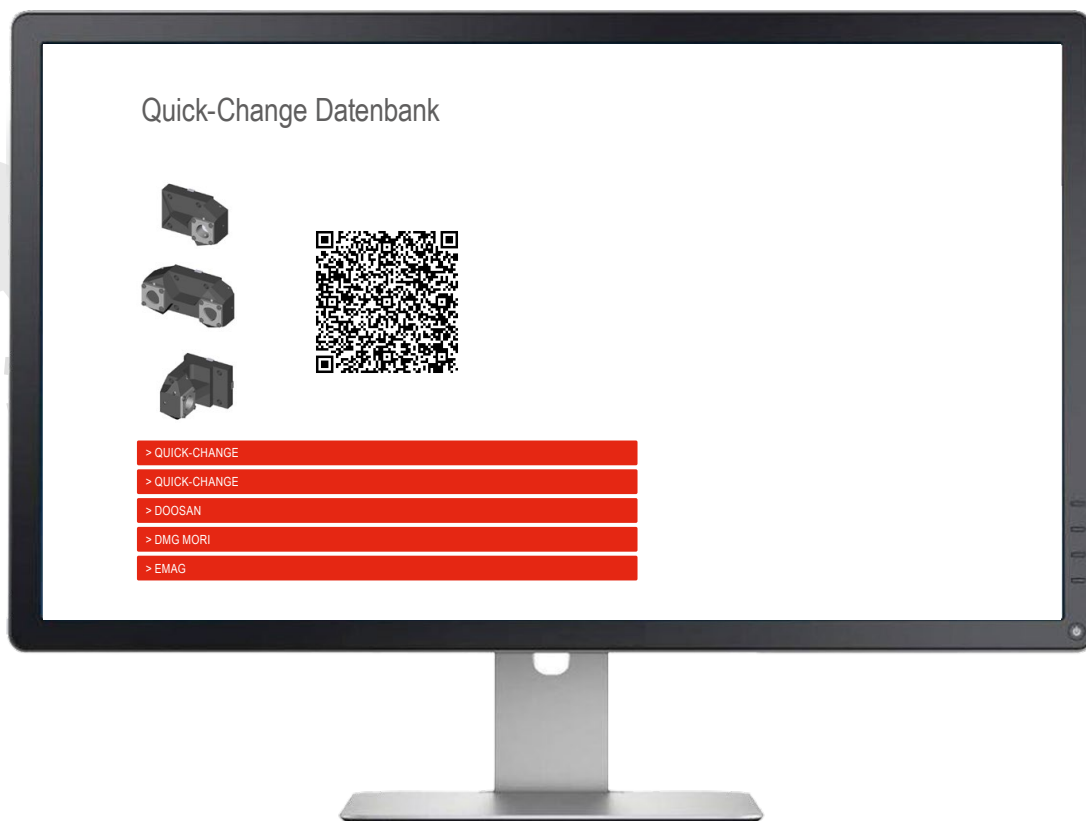 Quick-Change Datenbank
> QUICK-CHANGE
> QUICK-CHANGE
> DOOSAN
> DMG MORI
> EMAG